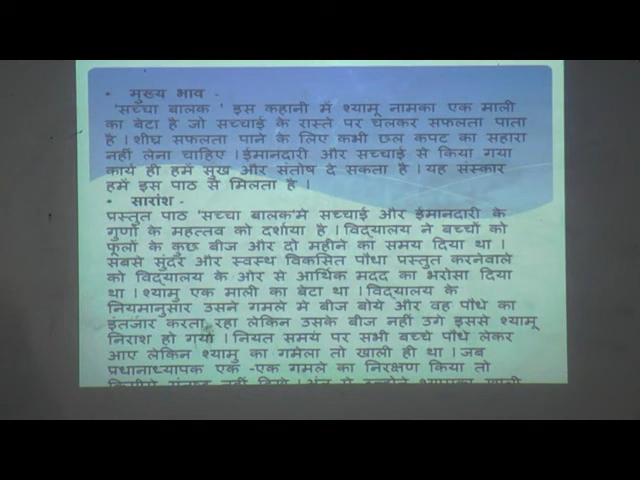 • मुख्य भाव -
'सच्चा बालक ' इस कहानी में श्यामू नामका एक माली
का बेटा है जो सच्चाई के रास्ते पर चलकर सफलता पाता
है । शीघ्र सफलता पाने के लिए कभी छल कपट का सहारा
नहीं लेना चाहिए । ईमानदारी और सच्चाई से किया गया
कार्य ही हमें सुख और संतोष दे सकता है । यह संस्कार
हमें इस पाठ से मिलता है ।
• सारांश -
प्रस्तुत पाठ 'सच्चा बालक'मे सच्चाई और ईमानदारी के
गुणों के महत्तव को दर्शाया है । विद्यालय ने बच्चों को
फूलों के कुछ बीज और दो महीने का समय दिया था ।
सबसे सुंदर और स्वस्थ विकसित पौधा प्रस्तुत करनेवाले
को विद्यालय के ओर से आर्थिक मदद का भरोसा दिया
था । श्यामु एक माली का बेटा था । विद्यालय के
नियमानुसार उसने गमले मे बीज बोये और वह पौधे का
इंतजार करता रहा लेकिन उसके बीज नहीं उगे इससे श्यामू
निराश हो गया । नियत समय पर सभी बच्चे पौधे लेकर
आए लेकिन श्यामु का गमला तो खाली ही था । जब
प्रधानाध्यापक एक -एक गमले का निरक्षण किया तो